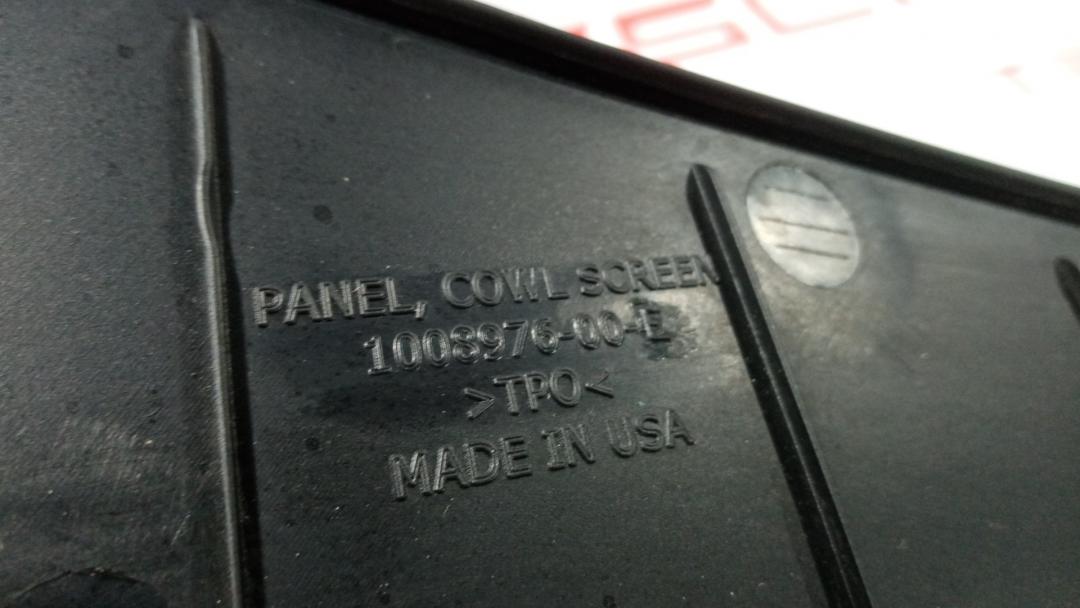 PANEL, COWL SCREEN
1008976-00-E
>TPO<
MADE IN USA